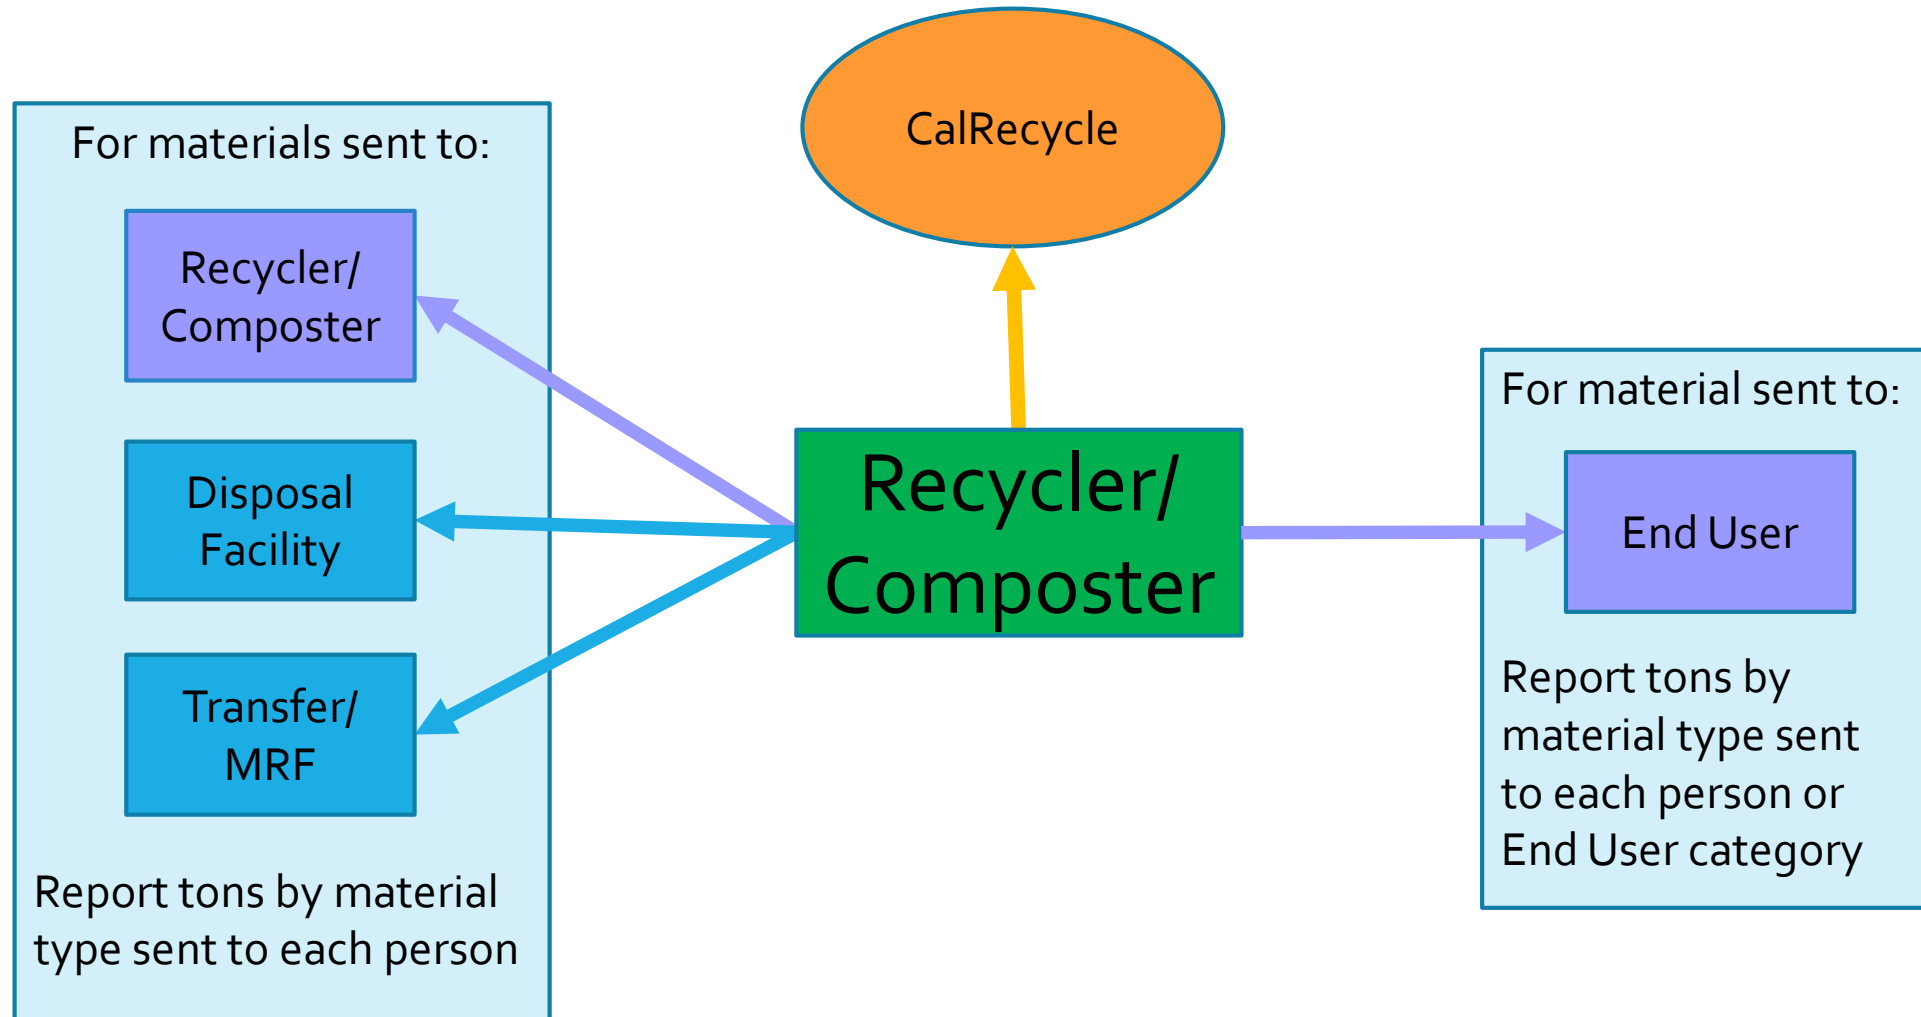 CalRecycle
For materials sent to:
Recycler/
Composter
Disposal
Facility
Transfer/
MRF
Report tons by material
type sent to each person
Recycler/
Composter
For material sent to:
End User
Report tons by
material type sent
to each person or
End User category